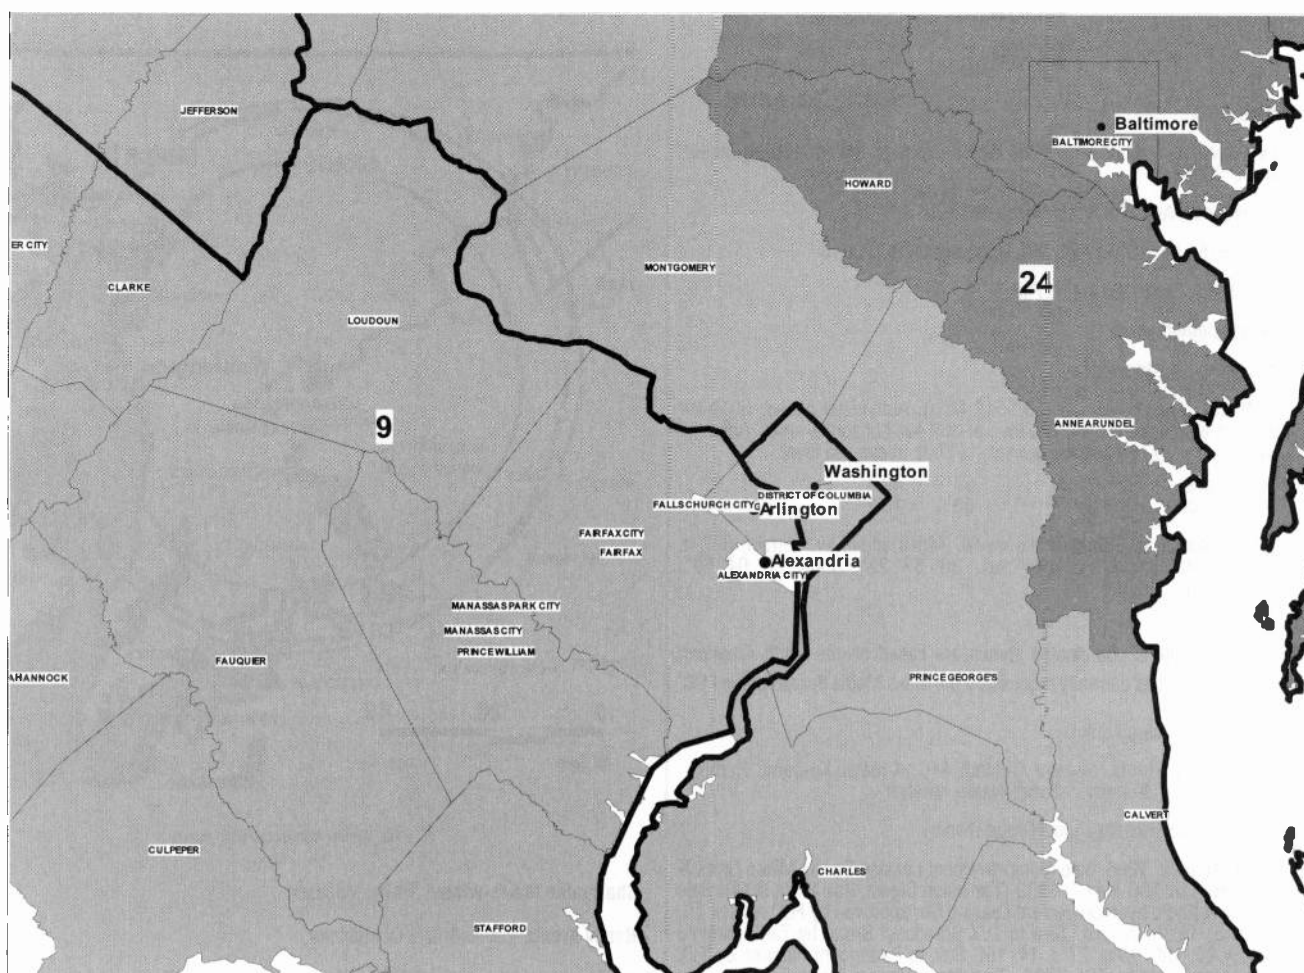 JEFFERSON
Baltimore
BALTIMORE CITY
HOWARD
ER CITY
CLARKE
MONTGOMERY
24
LOUDOUN
9
ANNE ARUNDEL
Washington
DISTRICT OF COLUMBIA
FALLS CHURCH CITY
Arlington
FAIRFAX CITY
FAIRFAX
Alexandria
ALEXANDRIA CITY
MANASSAS PARK CITY
MANASSAS CITY
PRINCE WILLIAM
FAUQUIER
AHANNOCK
PRINCE GEORGE'S
CALVERT
CULPEPER
CHARLES
STAFFORD